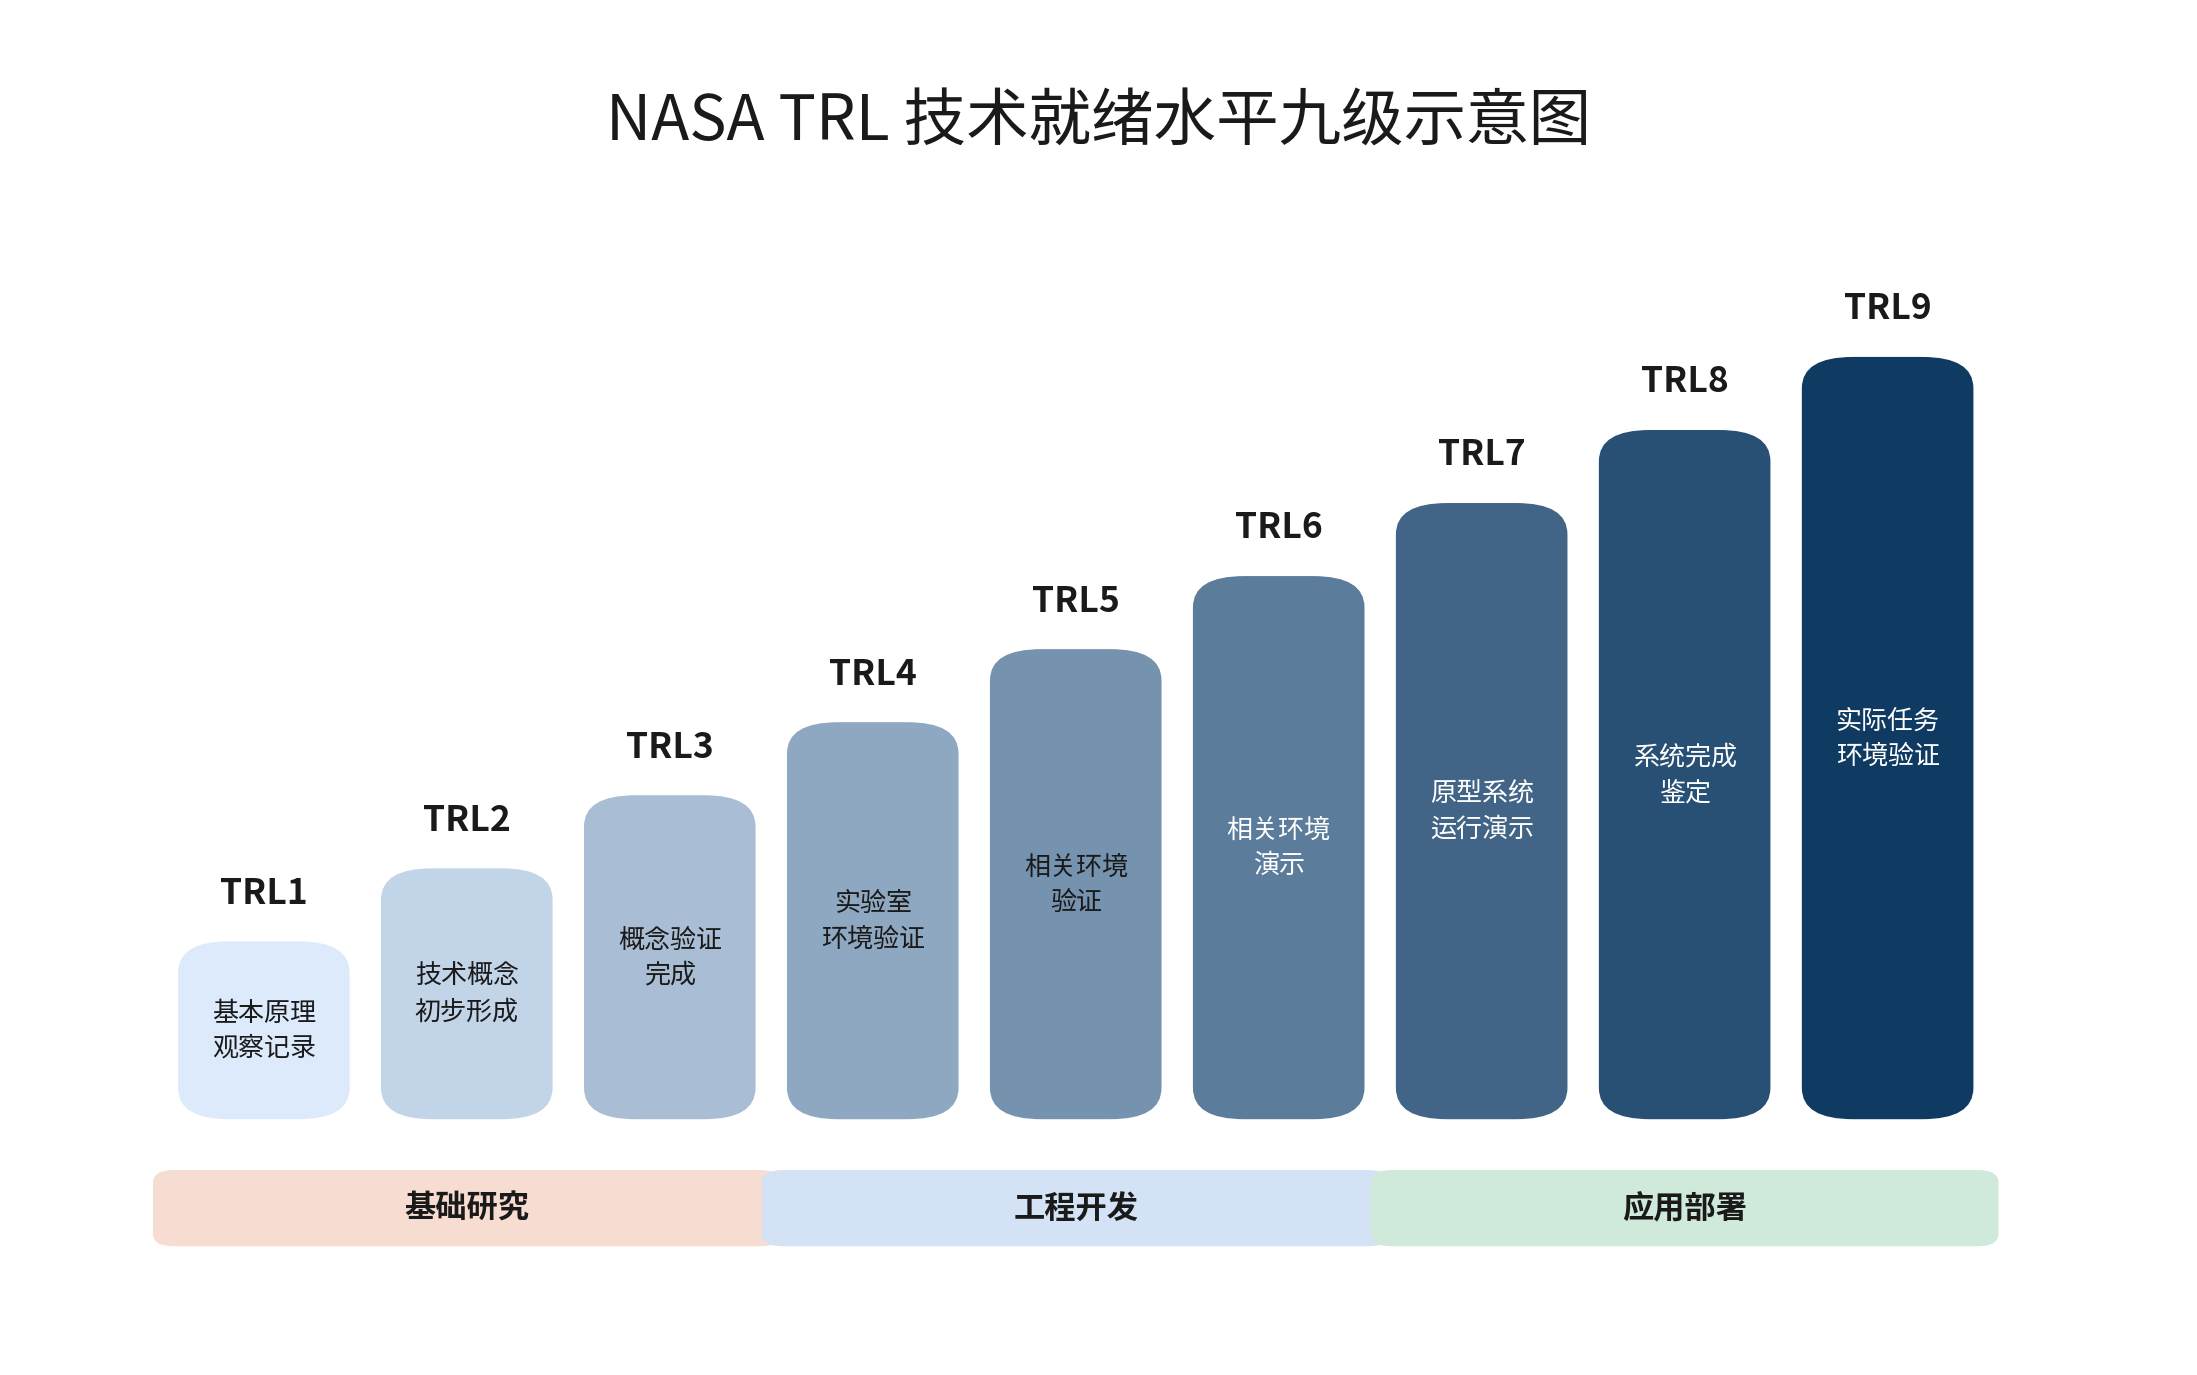 NASA TRL 技术就绪水平九级示意图
TRL1
基本原理
观察记录
TRL2
技术概念
初步形成
TRL3
概念验证
完成
TRL4
实验室
环境验证
TRL5
相关环境
验证
TRL6
相关环境
演示
TRL7
原型系统
运行演示
TRL8
系统完成
鉴定
TRL9
实际任务
环境验证
基础研究
工程开发
应用部署